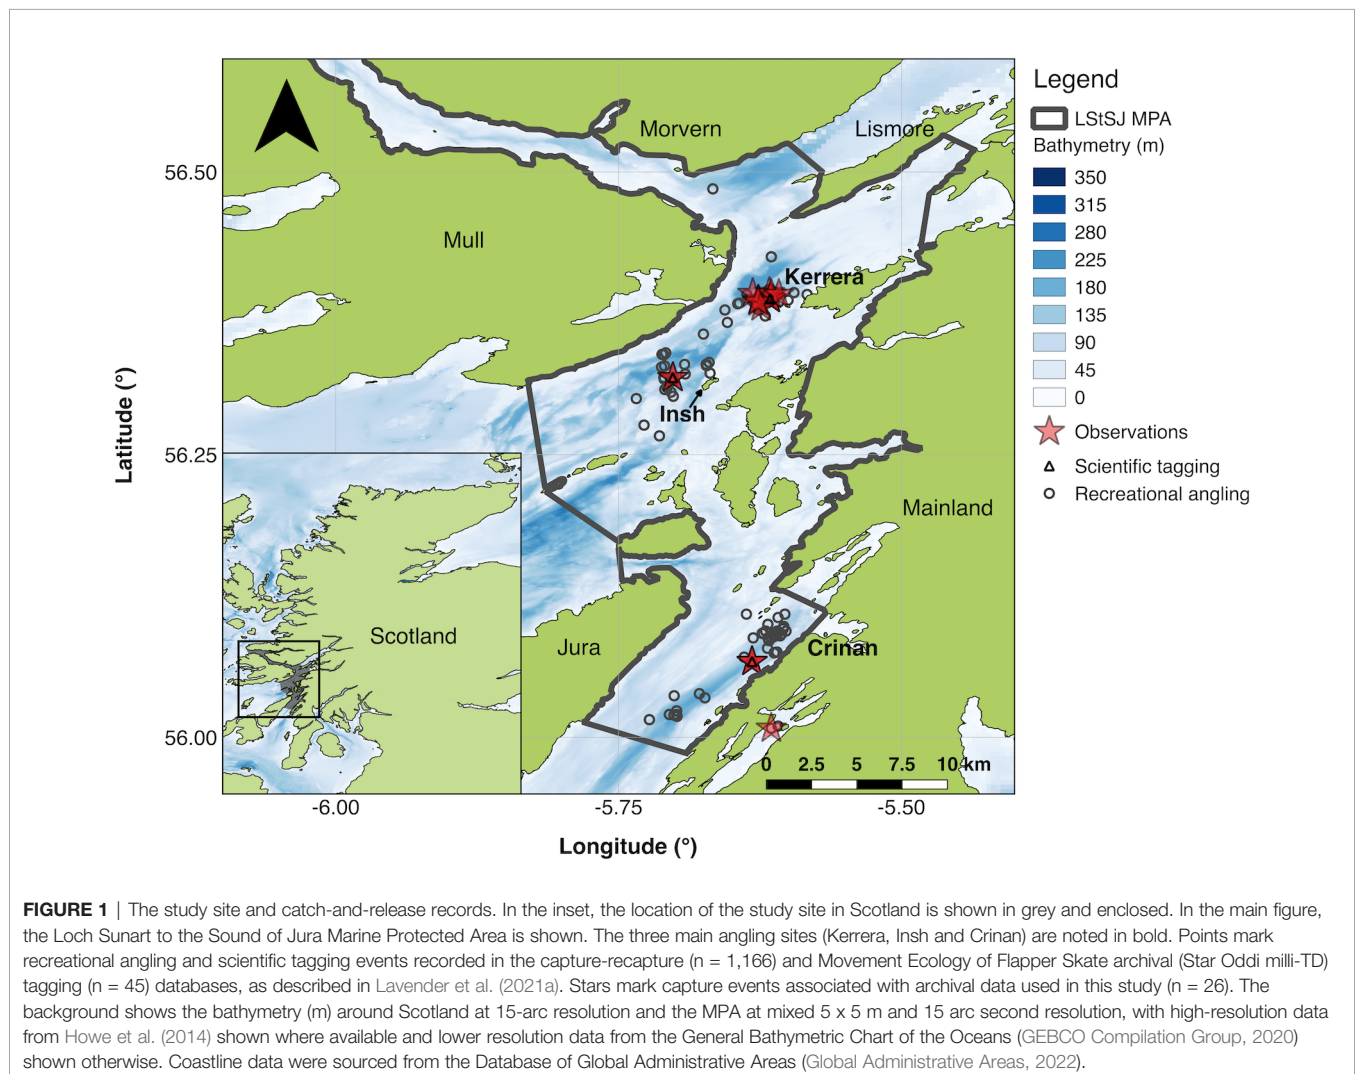 Legend
LStSJ MPA
Bathymetry (m)
350
315
280
225
180
135
90
45
0
Observations
Scientific tagging
Recreational angling
Morvern
Lismore
Mull
Kerrera
Insh
Mainland
Scotland
Jura
Crinan
56.50
56.25
56.00
Latitude (°)
0 2.5 5 7.5 10 km
-6.00 -5.75 -5.50
Longitude (°)
FIGURE 1 | The study site and catch-and-release records. In the inset, the location of the study site in Scotland is shown in grey and enclosed. In the main figure,
the Loch Sunart to the Sound of Jura Marine Protected Area is shown. The three main angling sites (Kerrera, Insh and Crinan) are noted in bold. Points mark
recreational angling and scientific tagging events recorded in the capture-recapture (n = 1,166) and Movement Ecology of Flapper Skate archival (Star Oddi milli-TD)
tagging (n = 45) databases, as described in Lavender et al. (2021a). Stars mark capture events associated with archival data used in this study (n = 26). The
background shows the bathymetry (m) around Scotland at 15-arc resolution and the MPA at mixed 5 x 5 m and 15 arc second resolution, with high-resolution data
from Howe et al. (2014) shown where available and lower resolution data from the General Bathymetric Chart of the Oceans (GEBCO Compilation Group, 2020)
shown otherwise. Coastline data were sourced from the Database of Global Administrative Areas (Global Administrative Areas, 2022).